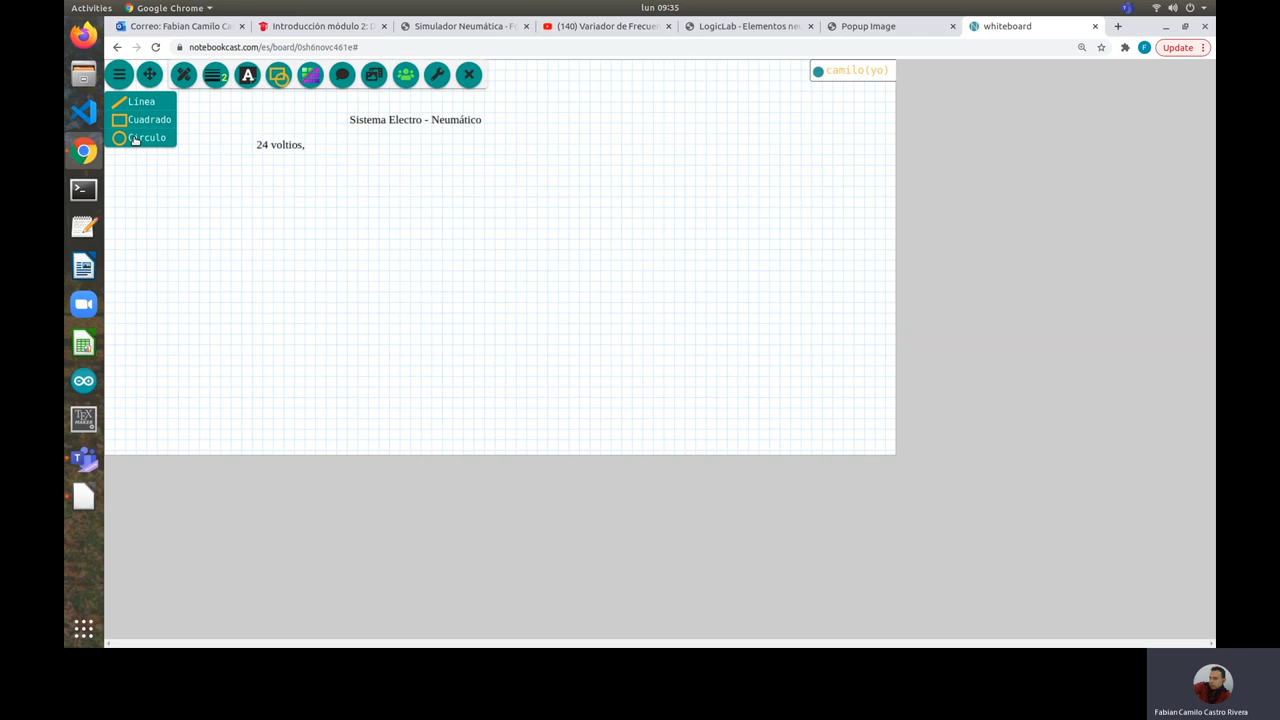 Activities
Google Chrome
lun 09:35
Correo: Fabian Camilo Ca
Introducción módulo 2: D
Simulador Neumática - Fe
(140) Variador de Frecue
LogicLab - Elementos ne
Popup Image
whiteboard
notebookcast.com/es/board/0sh6novc461e#
F
Update
2
A
camilo(yo)
Línea
Cuadrado
Círculo
Sistema Electro - Neumático
24 voltios,
Fabian Camilo Castro Rivera